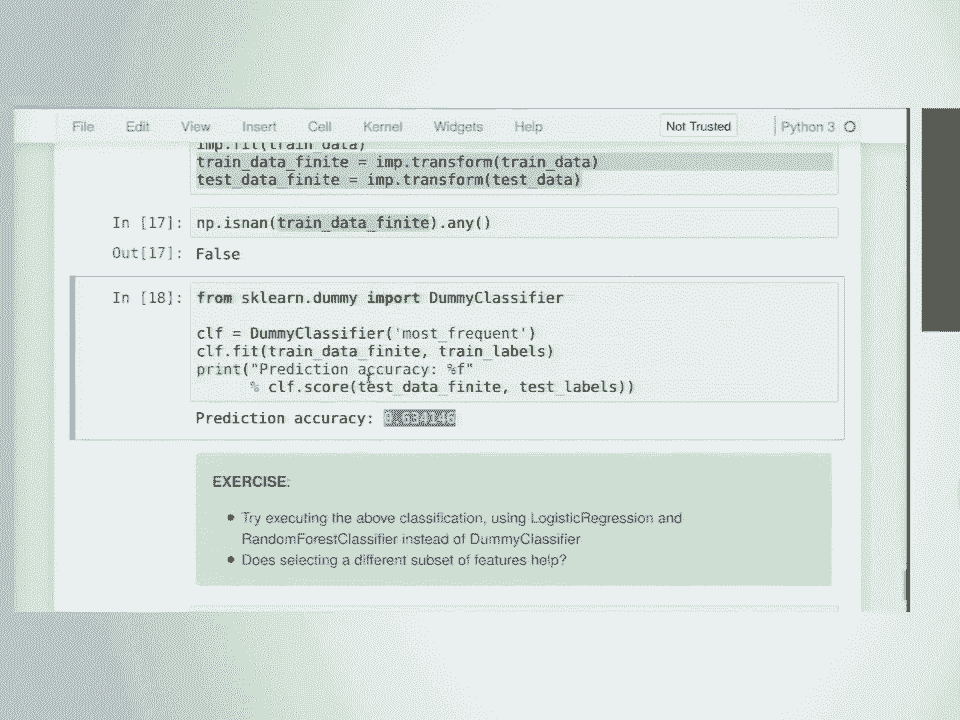 File Edit View Insert Cell Kernel Widgets Help Not Trusted Python 3
imp.fit(train_data)
train_data_finite = imp.transform(train_data)
test_data_finite = imp.transform(test_data)
In [17]: np.isnan(train_data_finite).any()
Out[17]: False
In [18]: from sklearn.dummy import DummyClassifier
clf = DummyClassifier('most_frequent')
clf.fit(train_data_finite, train_labels)
print("Prediction accuracy: %f"
% clf.score(test_data_finite, test_labels))
Prediction accuracy: 0.634146
EXERCISE:
• Try executing the above classification, using LogisticRegression and
RandomForestClassifier instead of DummyClassifier
• Does selecting a different subset of features help?